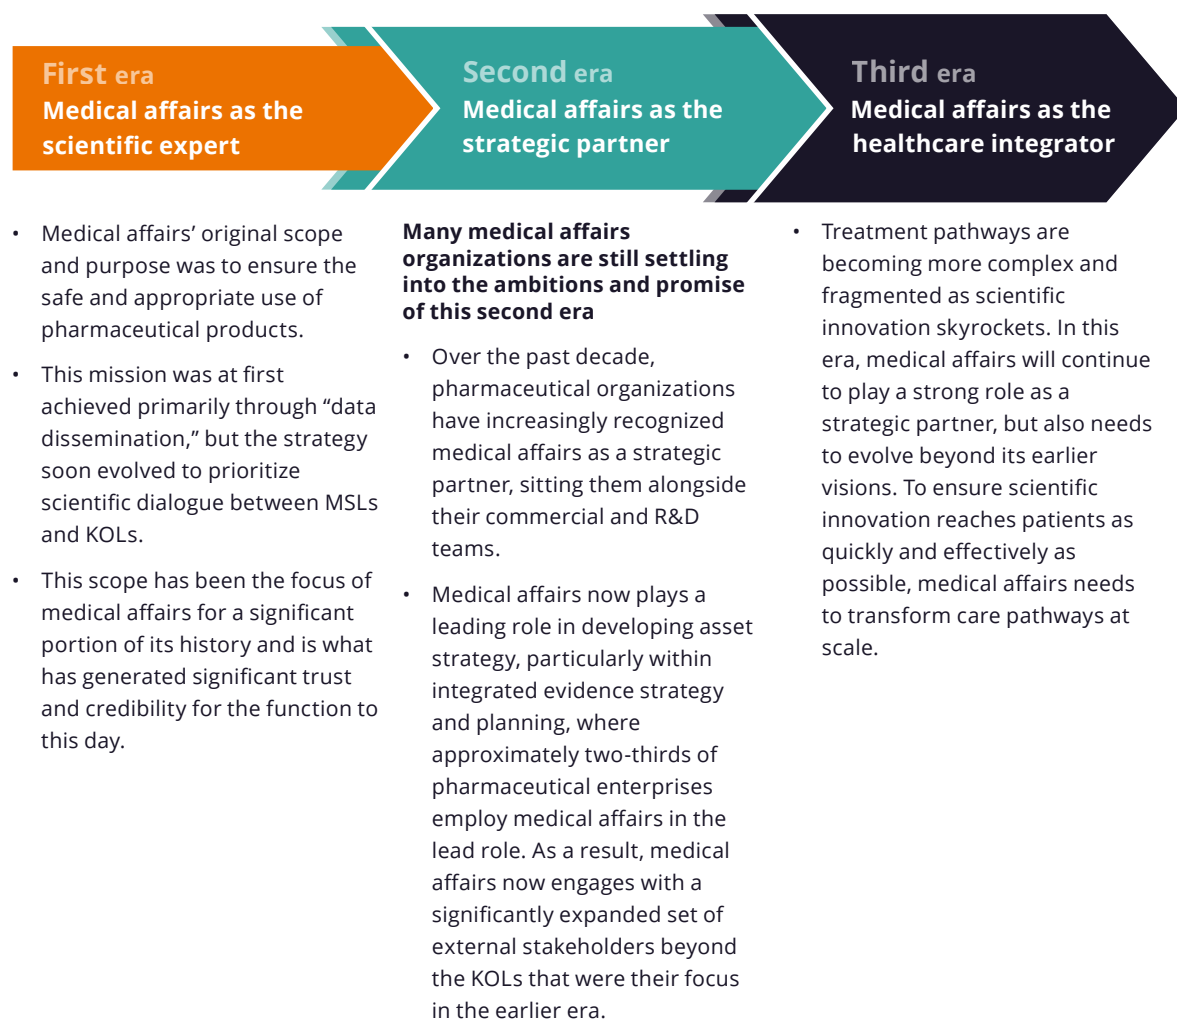 First era
Medical affairs as the
scientific expert
Second era
Medical affairs as the
strategic partner
Third era
Medical affairs as the
healthcare integrator
• Medical affairs’ original scope
and purpose was to ensure the
safe and appropriate use of
pharmaceutical products.
• This mission was at first
achieved primarily through “data
dissemination,” but the strategy
soon evolved to prioritize
scientific dialogue between MSLs
and KOLs.
• This scope has been the focus of
medical affairs for a significant
portion of its history and is what
has generated significant trust
and credibility for the function to
this day.
Many medical affairs
organizations are still settling
into the ambitions and promise
of this second era
• Over the past decade,
pharmaceutical organizations
have increasingly recognized
medical affairs as a strategic
partner, sitting them alongside
their commercial and R&D
teams.
• Medical affairs now plays a
leading role in developing asset
strategy, particularly within
integrated evidence strategy
and planning, where
approximately two-thirds of
pharmaceutical enterprises
employ medical affairs in the
lead role. As a result, medical
affairs now engages with a
significantly expanded set of
external stakeholders beyond
the KOLs that were their focus
in the earlier era.
• Treatment pathways are
becoming more complex and
fragmented as scientific
innovation skyrockets. In this
era, medical affairs will continue
to play a strong role as a
strategic partner, but also needs
to evolve beyond its earlier
visions. To ensure scientific
innovation reaches patients as
quickly and effectively as
possible, medical affairs needs
to transform care pathways at
scale.